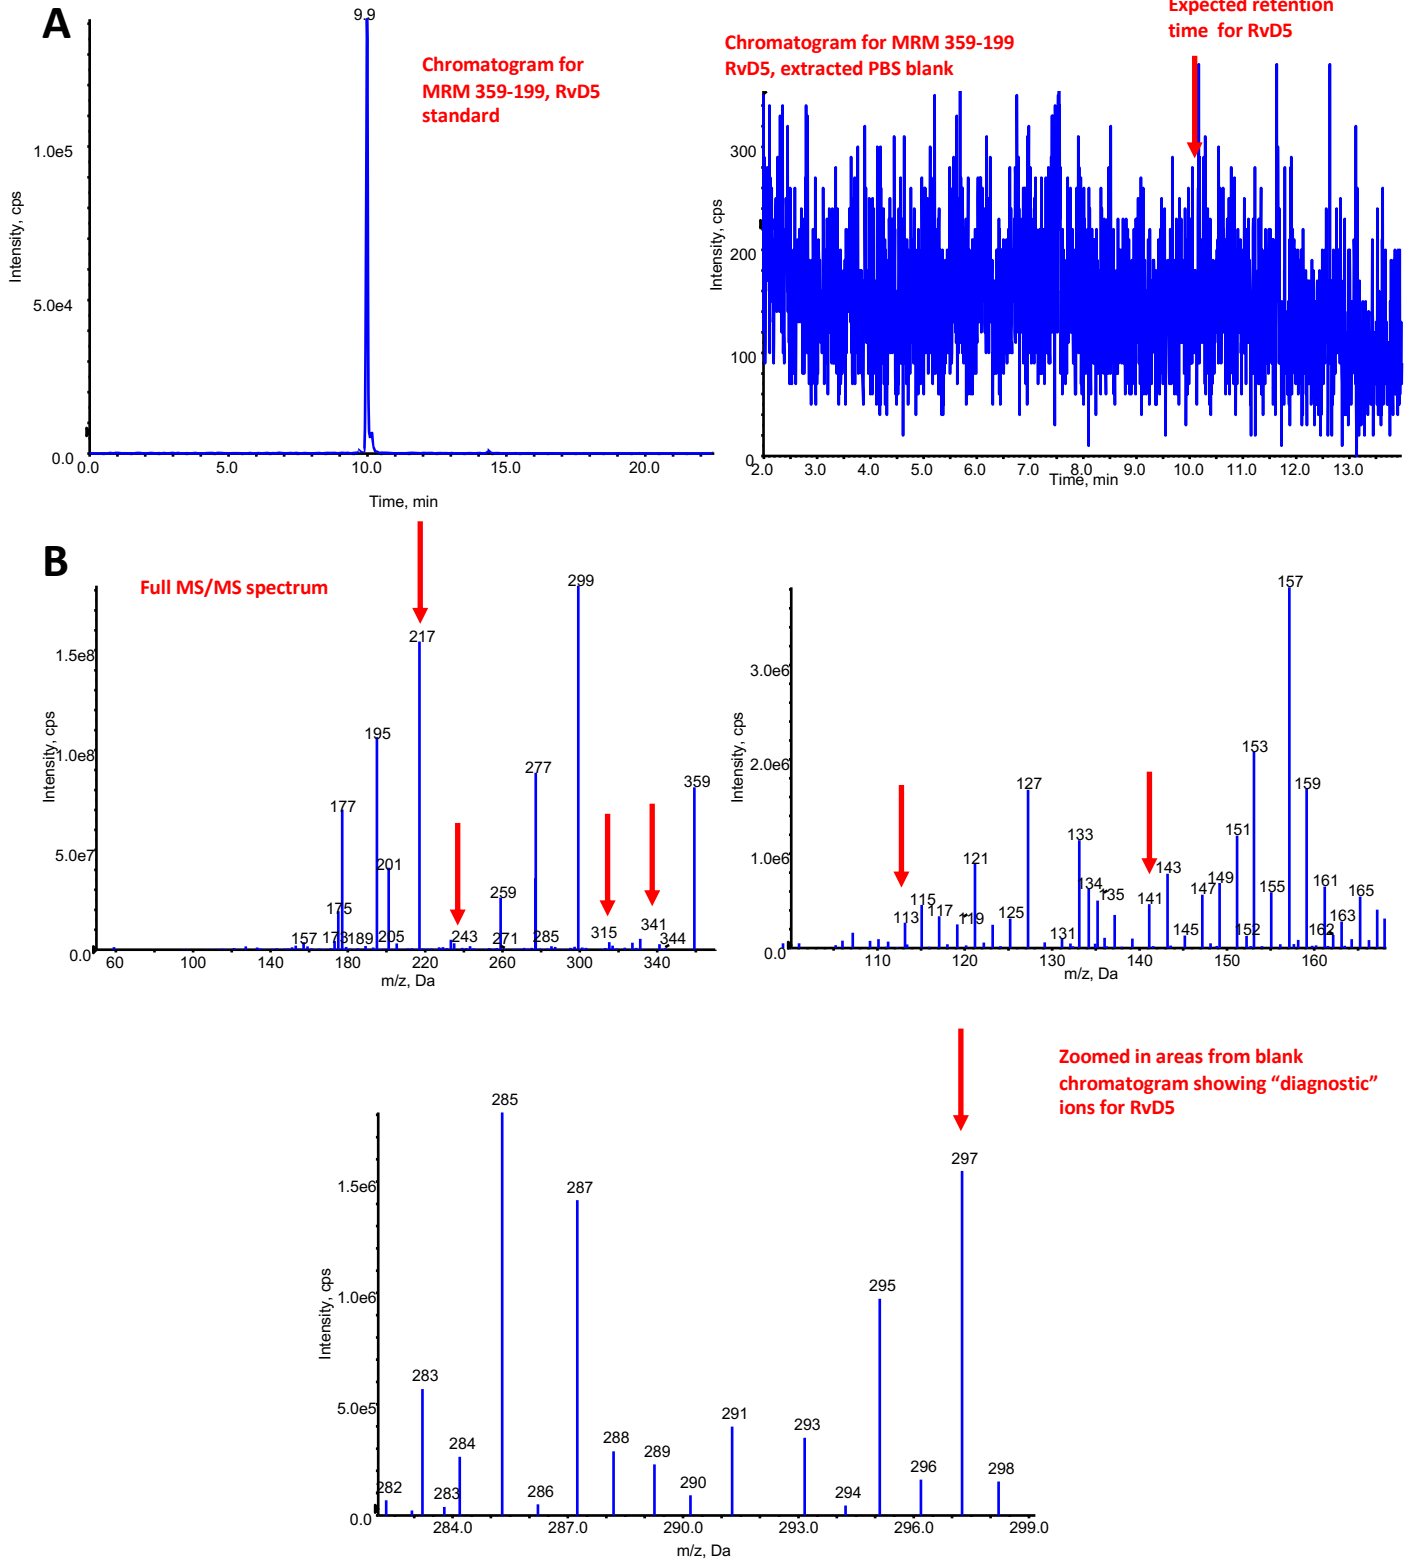 A
9.9
Chromatogram for
MRM 359-199, RvD5
standard
1.0e5
5.0e4
0.0
Intensity, cps
0.0 5.0 10.0 15.0 20.0
Time, min
Expected retention
time for RvD5
Chromatogram for MRM 359-199
RvD5, extracted PBS blank
300
200
100
0
Intensity, cps
2.0 3.0 4.0 5.0 6.0 7.0 8.0 9.0 10.0 11.0 12.0 13.0
Time, min
B
Full MS/MS spectrum
299
217
1.5e8
195
1.0e8
277
359
177
5.0e7
201
175
259
341
315
157 173 189 205 243 271 285 344
0.0
Intensity, cps
60 100 140 180 220 260 300 340
m/z, Da
157
3.0e6
153
2.0e6
127
159
133
151
1.0e6
121
143
134 135
149
147
161
155
165
115
113 117 119 125
141
163
131
145
152
162
0.0
Intensity, cps
110 120 130 140 150 160
m/z, Da
Zoomed in areas from blank
chromatogram showing “diagnostic”
ions for RvD5
285
297
287
1.5e6
295
1.0e6
283
5.0e5
291
293
288
284
289
282
283
286
290
294
296
298
0.0
Intensity, cps
284.0 287.0 290.0 293.0 296.0 299.0
m/z, Da